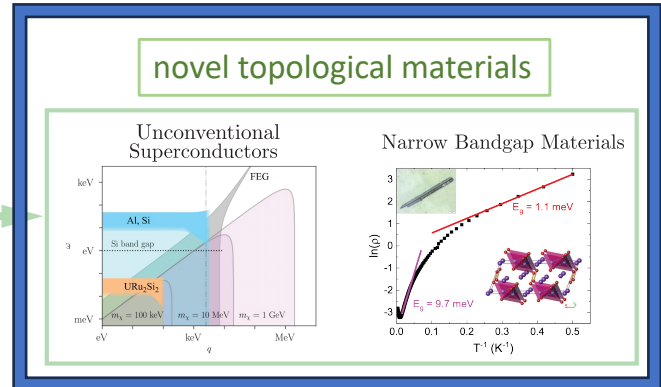 novel topological materials
Unconventional
Superconductors
keV
eV
meV
ω
Al, Si
Si band gap
URu₂Si₂
FEG
mχ = 100 keV
mχ = 10 MeV
mχ = 1 GeV
eV
keV
MeV
q
Narrow Bandgap Materials
3
2
1
0
-1
-2
-3
ln(ρ)
E_g = 1.1 meV
E_g = 9.7 meV
0.0
0.1
0.2
0.3
0.4
0.5
T⁻¹ (K⁻¹)